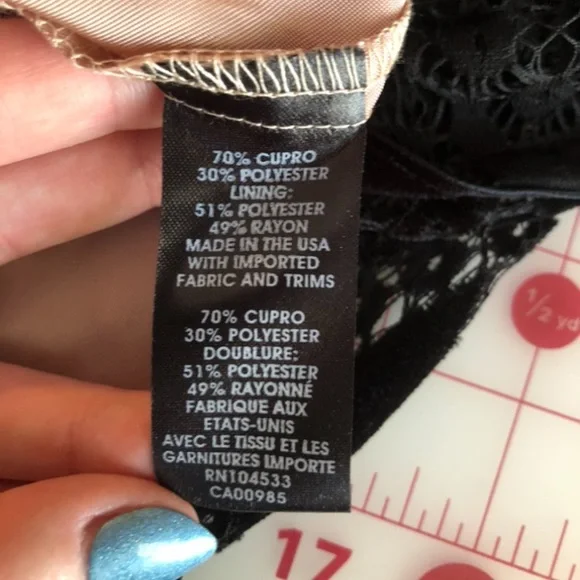 70% CUPRO
30% POLYESTER
LINING:
51% POLYESTER
49% RAYON
MADE IN THE USA
WITH IMPORTED
FABRIC AND TRIMS
70% CUPRO
30% POLYESTER
DOUBLURE:
51% POLYESTER
49% RAYONNÉ
FABRIQUE AUX
ETATS-UNIS
AVEC LE TISSU ET LES
GARNITURES IMPORTE
RN104533
CA00985
1/2 yd
17